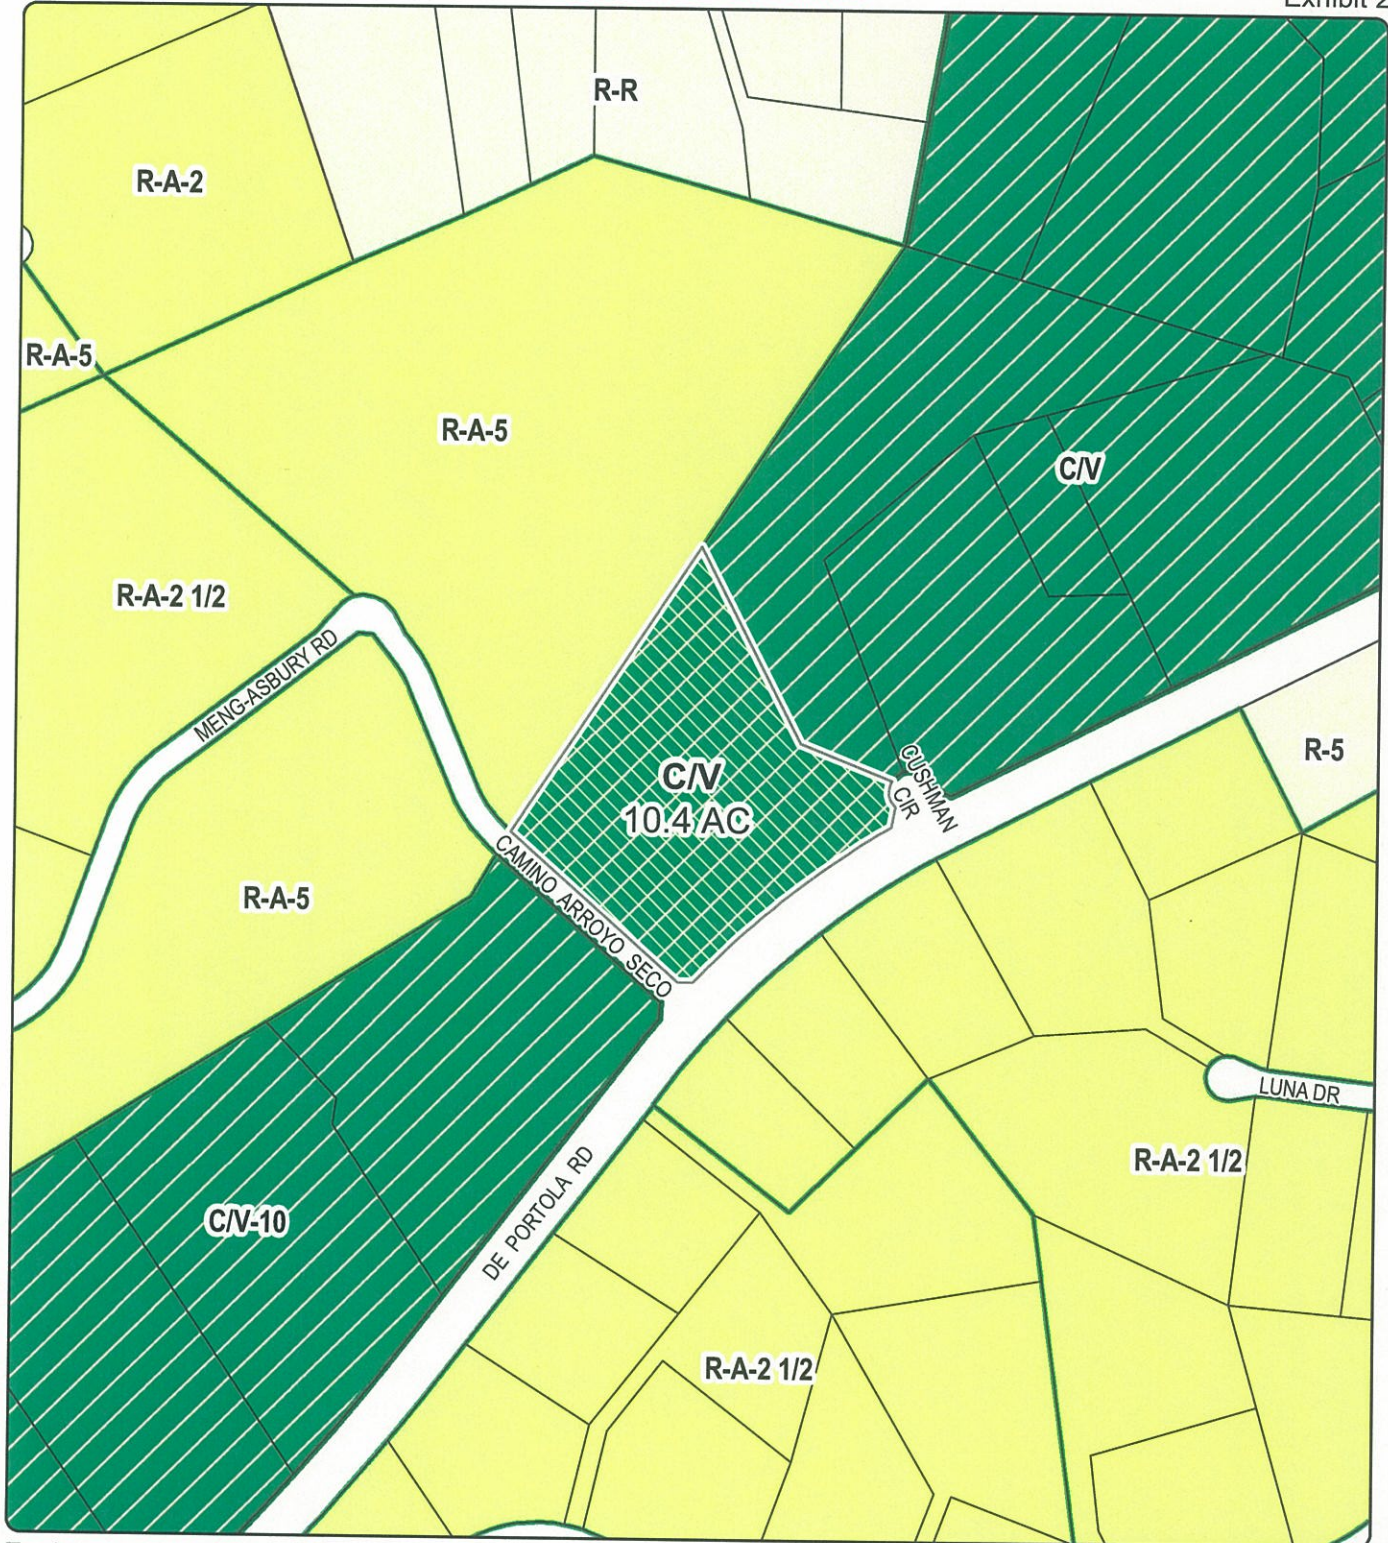 Exhibit 2
R-R
R-A-2
R-A-5
R-A-5
C/V
R-A-2 1/2
MENG-ASBURY RD
R-5
C/V
10.4 AC
CUSHMAN
CIR
CAMINO ARROYO SECO
R-A-5
LUNA DR
R-A-2 1/2
C/V-10
DE PORTOLA RD
R-A-2 1/2